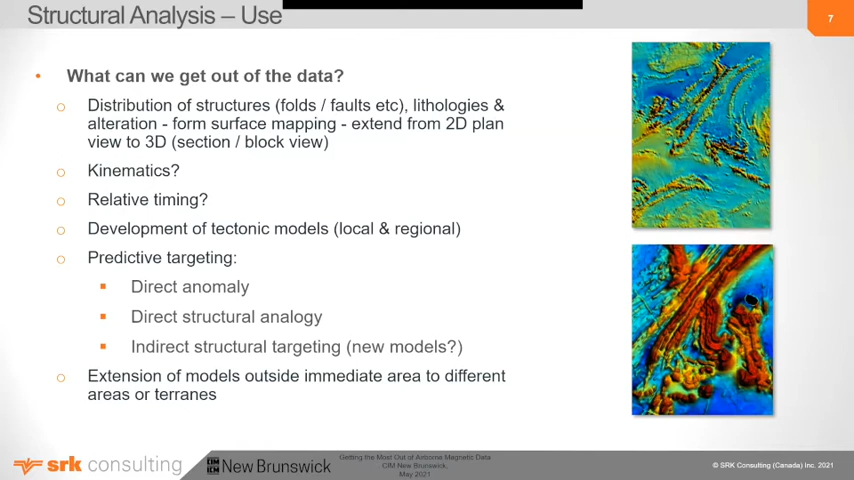 Structural Analysis – Use
7
• What can we get out of the data?
o Distribution of structures (folds / faults etc), lithologies &
alteration - form surface mapping - extend from 2D plan
view to 3D (section / block view)
o Kinematics?
o Relative timing?
o Development of tectonic models (local & regional)
o Predictive targeting:
▪ Direct anomaly
▪ Direct structural analogy
▪ Indirect structural targeting (new models?)
o Extension of models outside immediate area to different
areas or terranes
srk consulting
CIM
ICM
New Brunswick
Getting the Most Out of Airborne Magnetic Data
CIM New Brunswick,
May 2021
© SRK Consulting (Canada) Inc. 2021